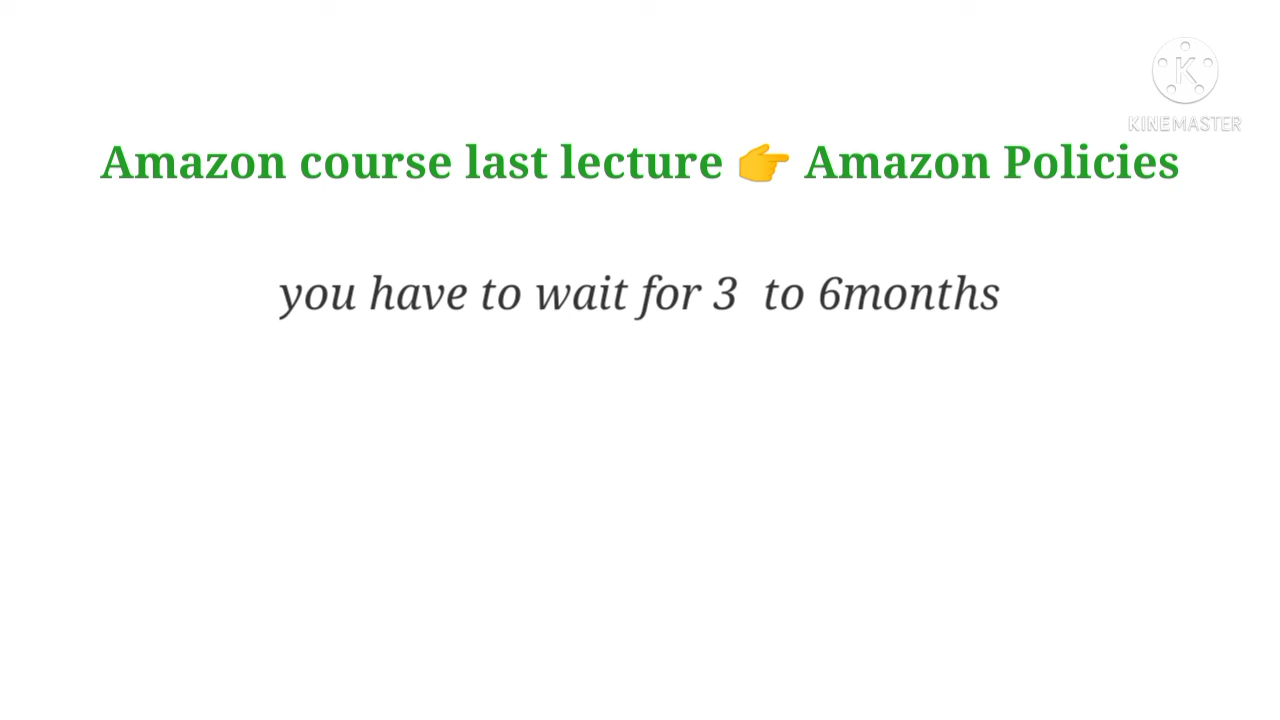 KINEMASTER
Amazon course last lecture 👉 Amazon Policies
you have to wait for 3  to 6months